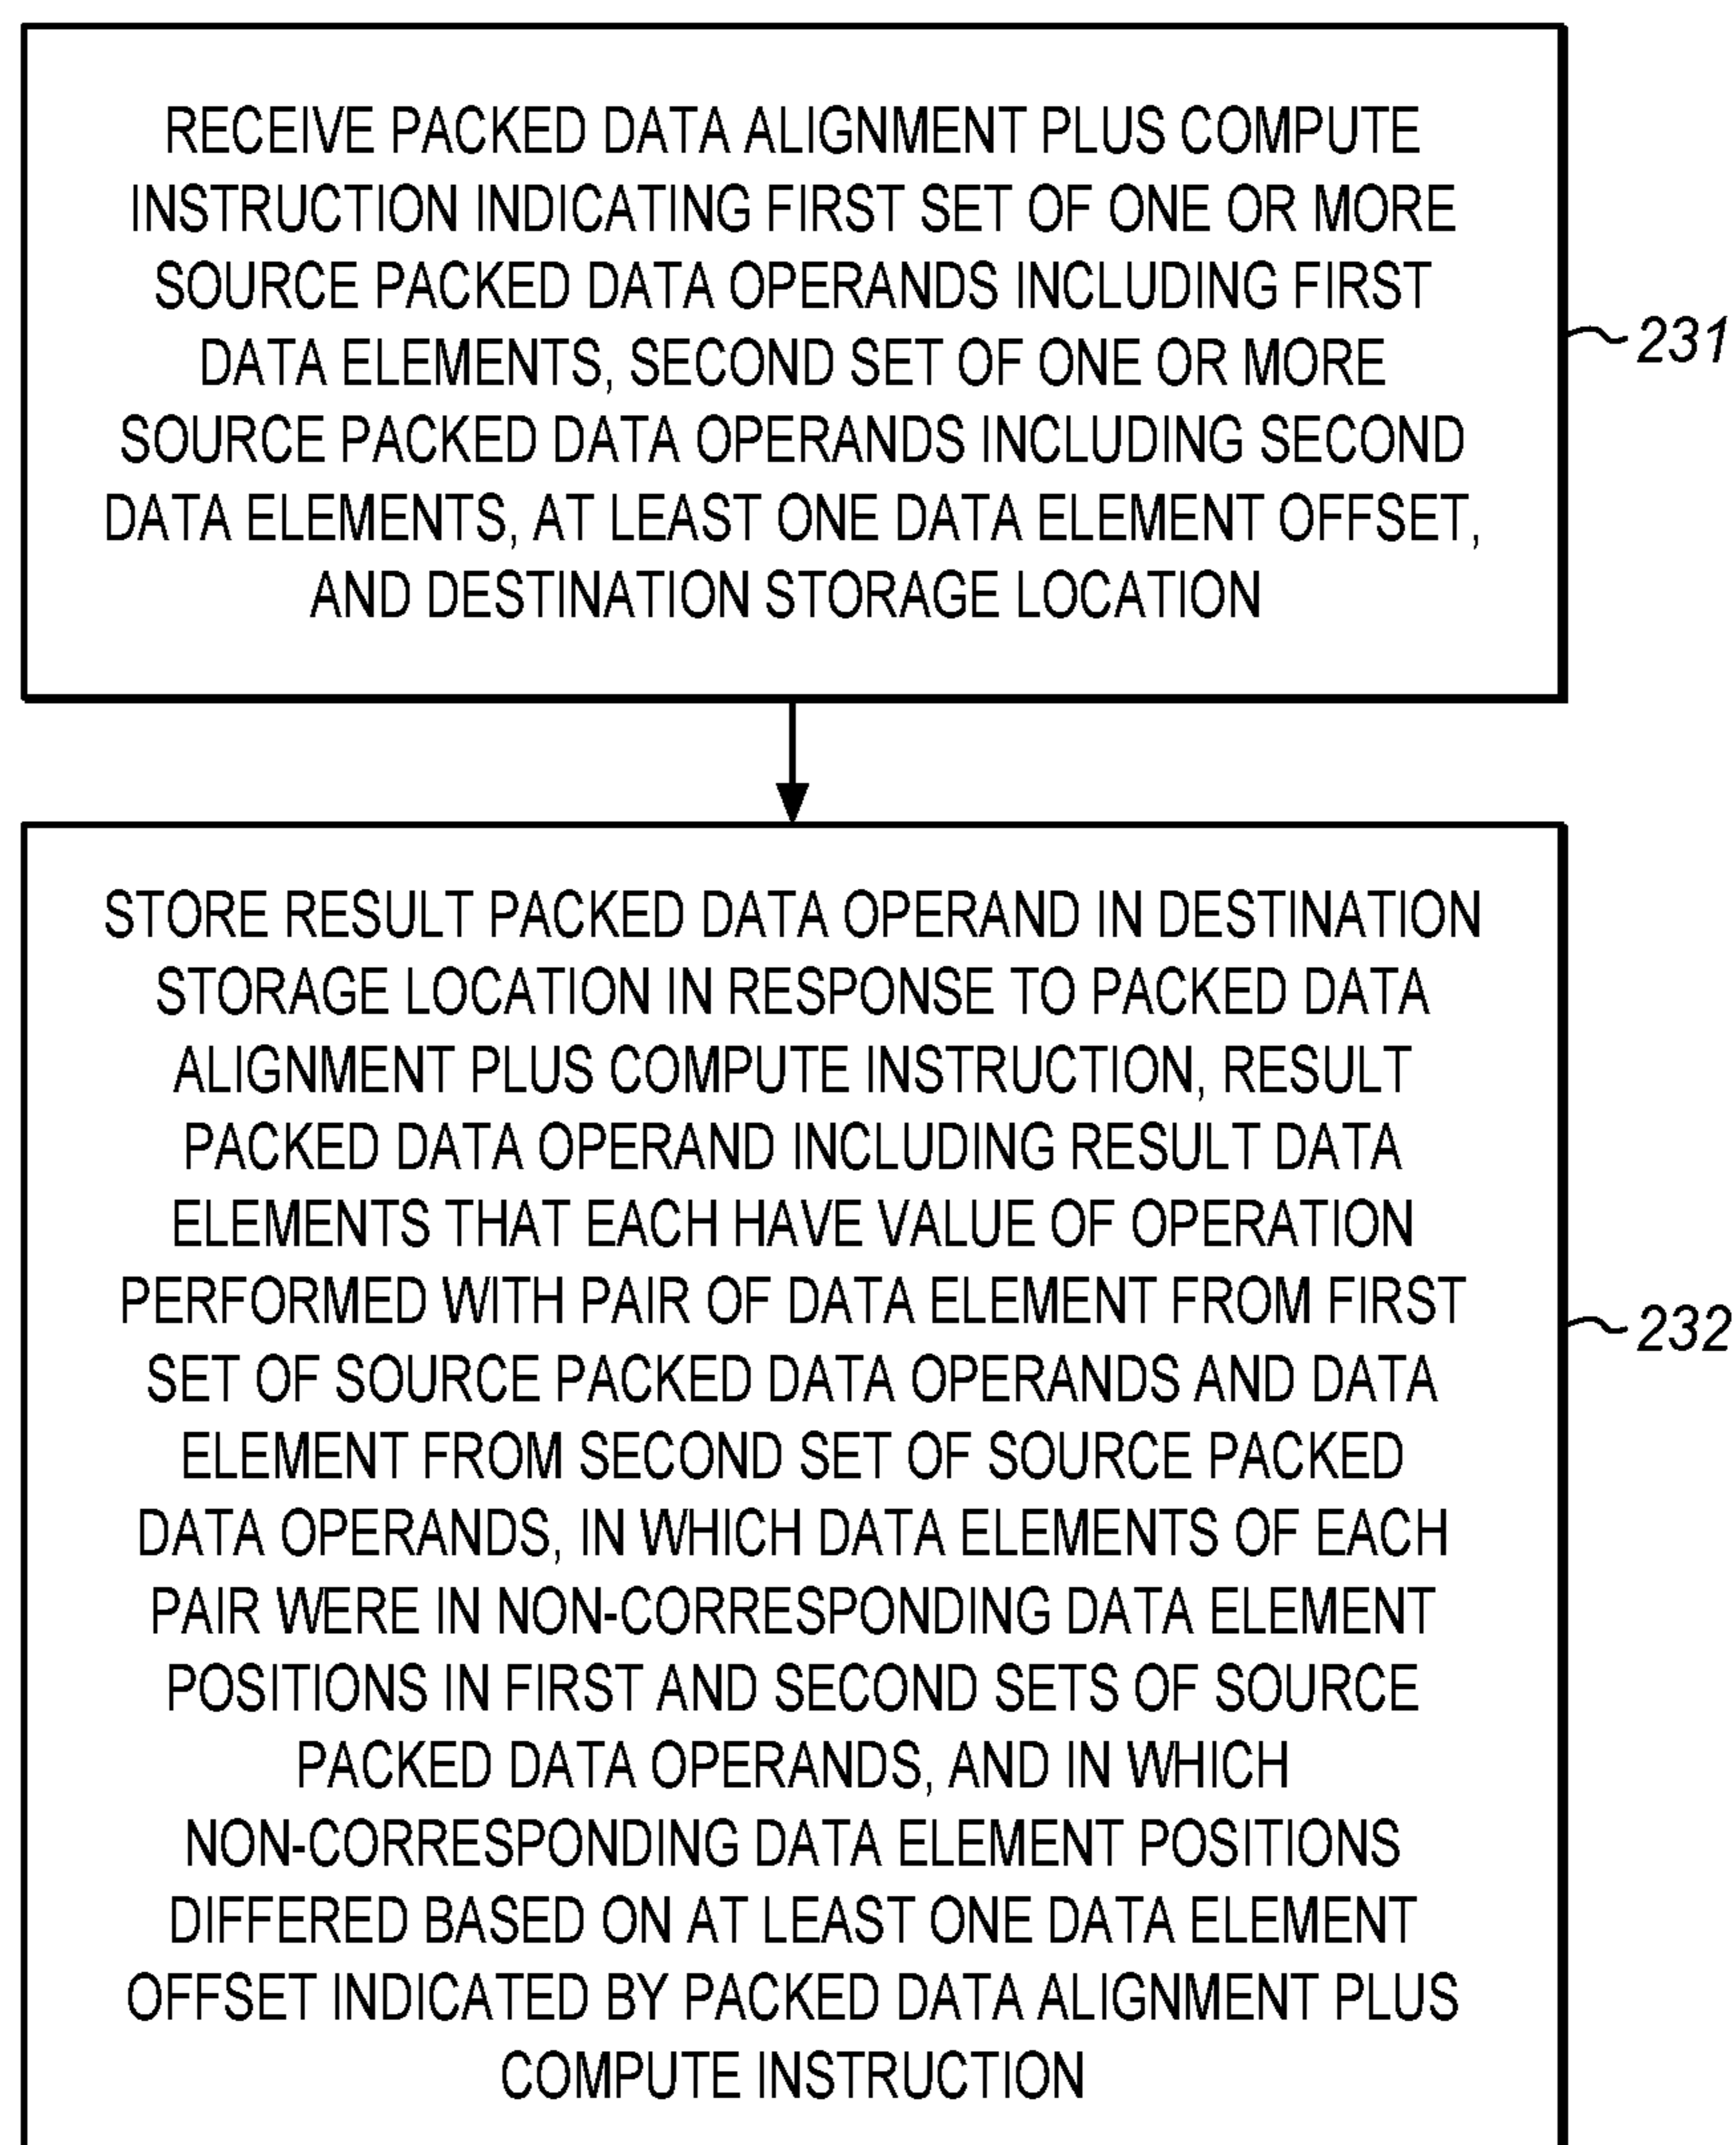 RECEIVE PACKED DATA ALIGNMENT PLUS COMPUTE
INSTRUCTION INDICATING FIRST SET OF ONE OR MORE
SOURCE PACKED DATA OPERANDS INCLUDING FIRST
DATA ELEMENTS, SECOND SET OF ONE OR MORE
SOURCE PACKED DATA OPERANDS INCLUDING SECOND
DATA ELEMENTS, AT LEAST ONE DATA ELEMENT OFFSET,
AND DESTINATION STORAGE LOCATION
231
STORE RESULT PACKED DATA OPERAND IN DESTINATION
STORAGE LOCATION IN RESPONSE TO PACKED DATA
ALIGNMENT PLUS COMPUTE INSTRUCTION, RESULT
PACKED DATA OPERAND INCLUDING RESULT DATA
ELEMENTS THAT EACH HAVE VALUE OF OPERATION
PERFORMED WITH PAIR OF DATA ELEMENT FROM FIRST
SET OF SOURCE PACKED DATA OPERANDS AND DATA
ELEMENT FROM SECOND SET OF SOURCE PACKED
DATA OPERANDS, IN WHICH DATA ELEMENTS OF EACH
PAIR WERE IN NON-CORRESPONDING DATA ELEMENT
POSITIONS IN FIRST AND SECOND SETS OF SOURCE
PACKED DATA OPERANDS, AND IN WHICH
NON-CORRESPONDING DATA ELEMENT POSITIONS
DIFFERED BASED ON AT LEAST ONE DATA ELEMENT
OFFSET INDICATED BY PACKED DATA ALIGNMENT PLUS
COMPUTE INSTRUCTION
232